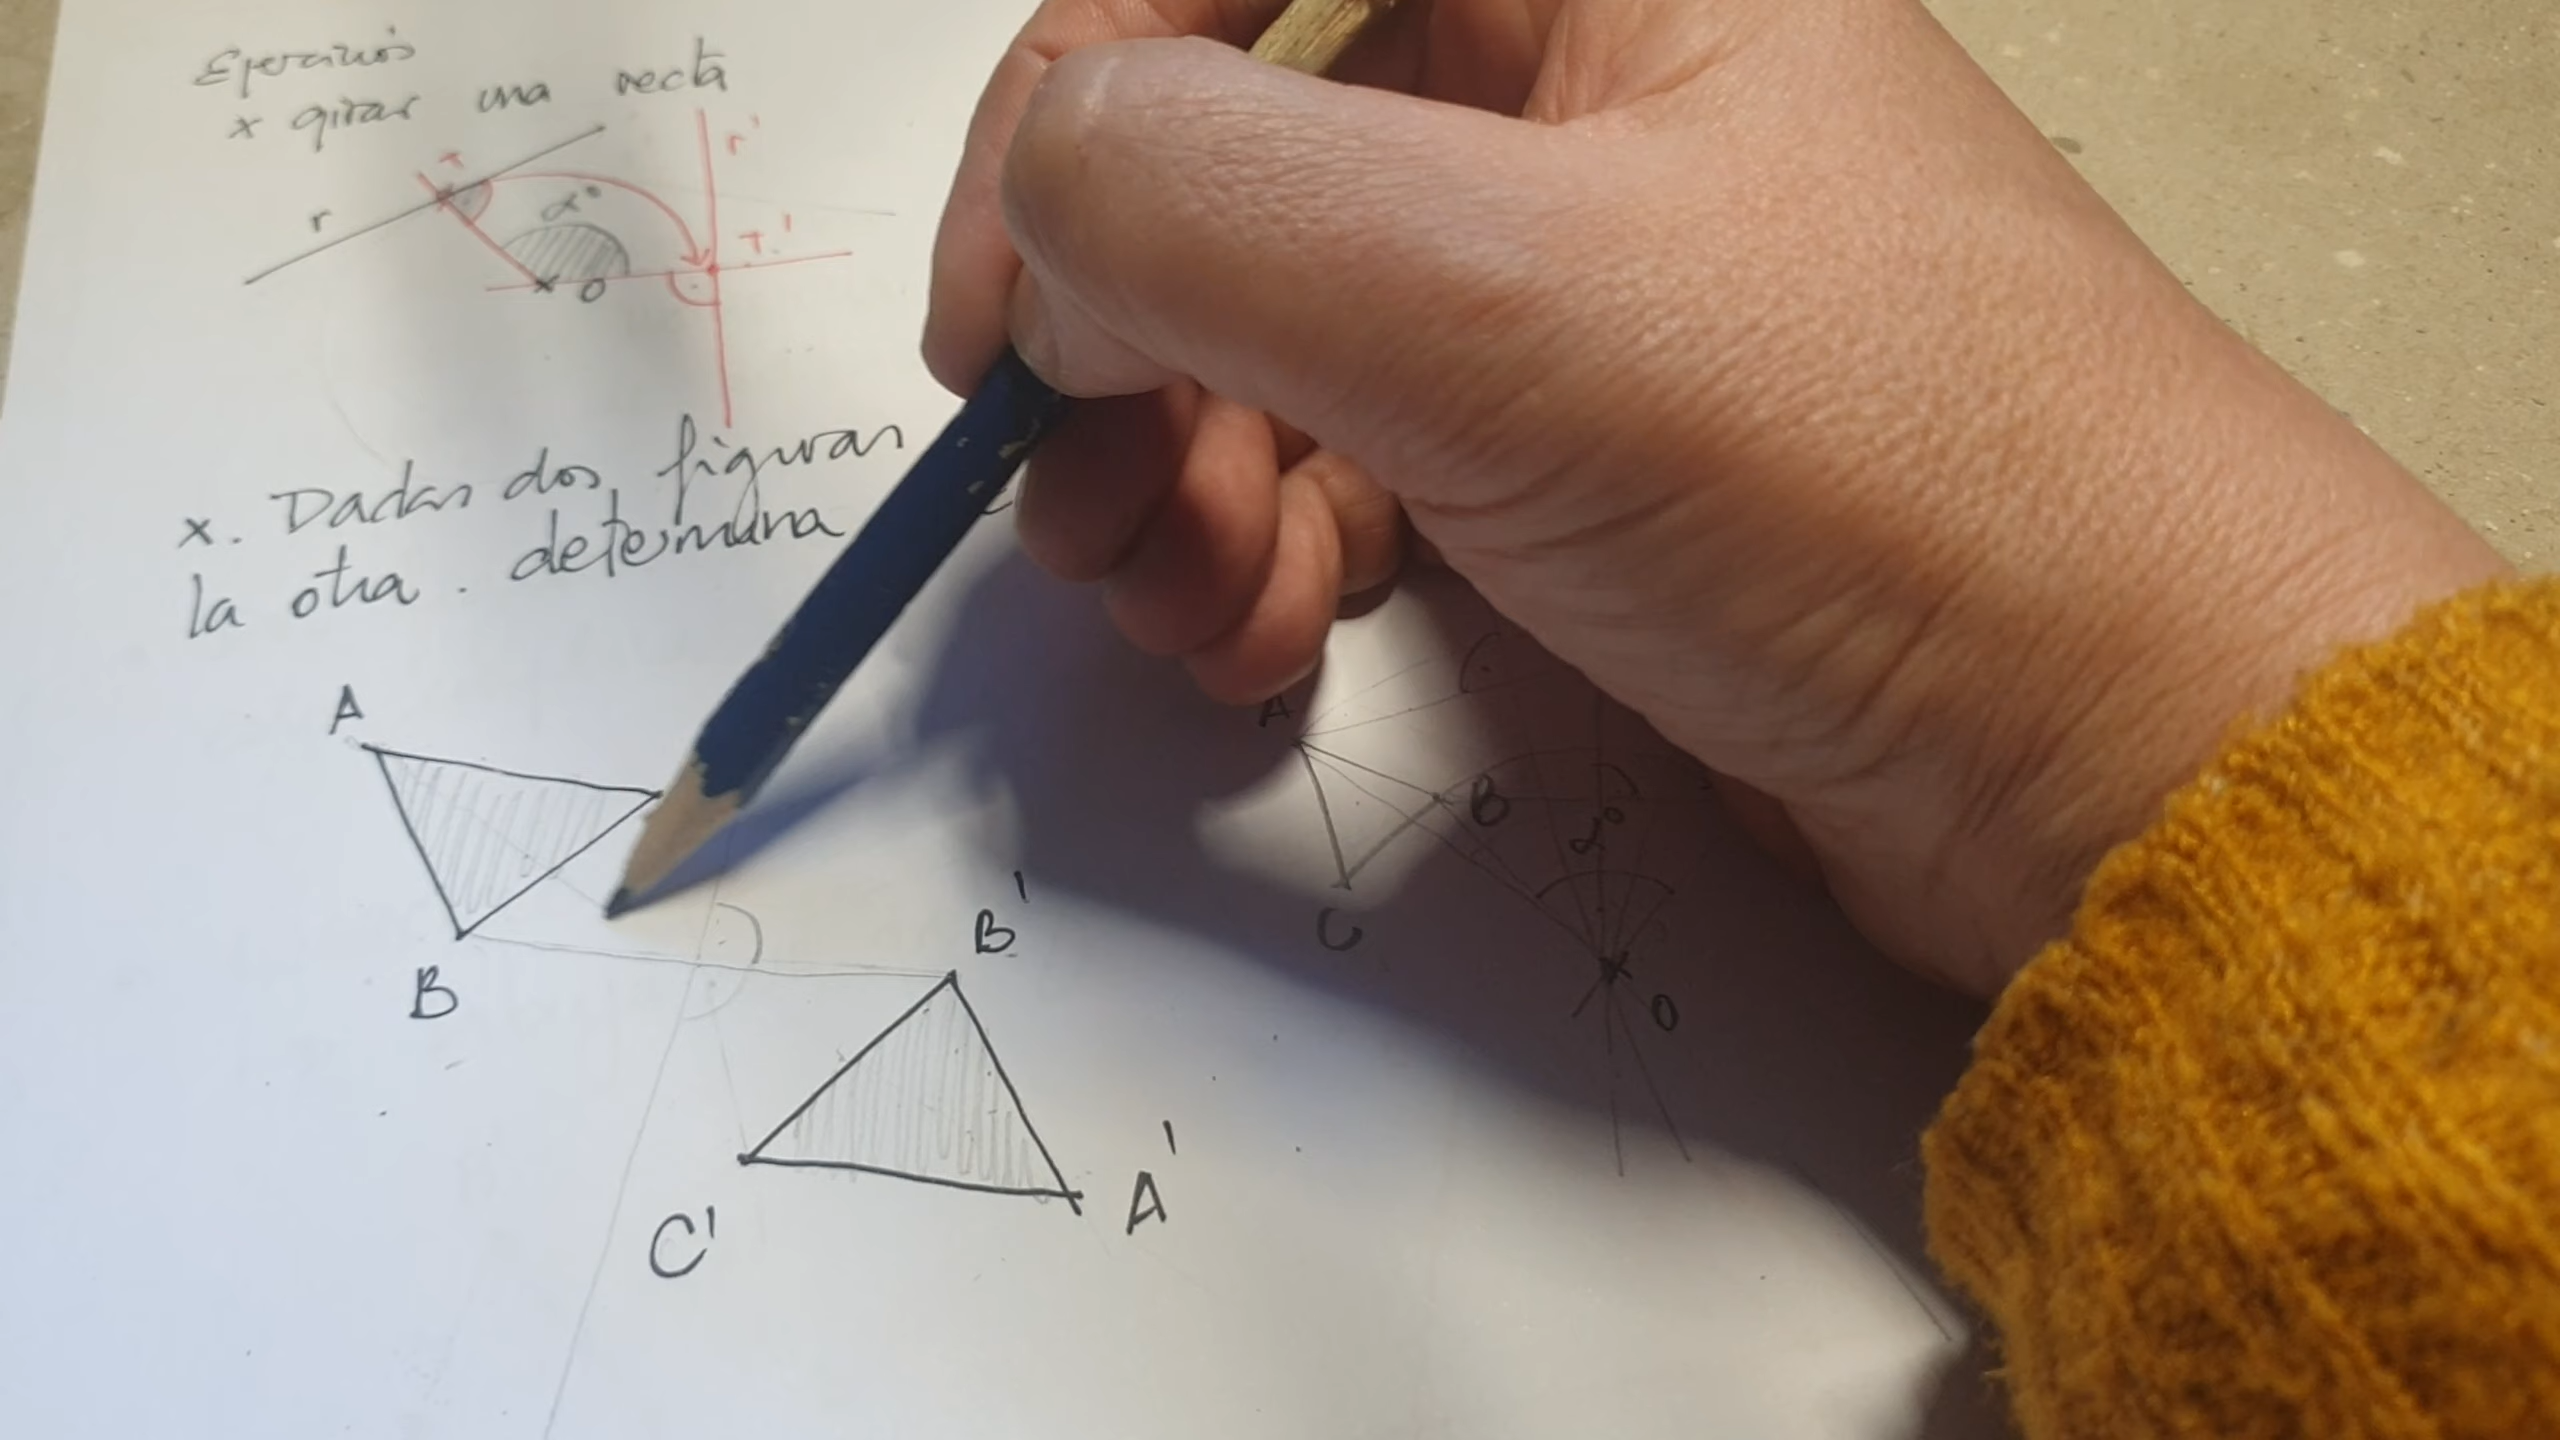 Ejercicios
x girar una recta
r'
T
α°
r
T'
O
x. Dadas dos figuras
la otra. determina
A
A
B
α°
B'
C
B
O
A'
C'